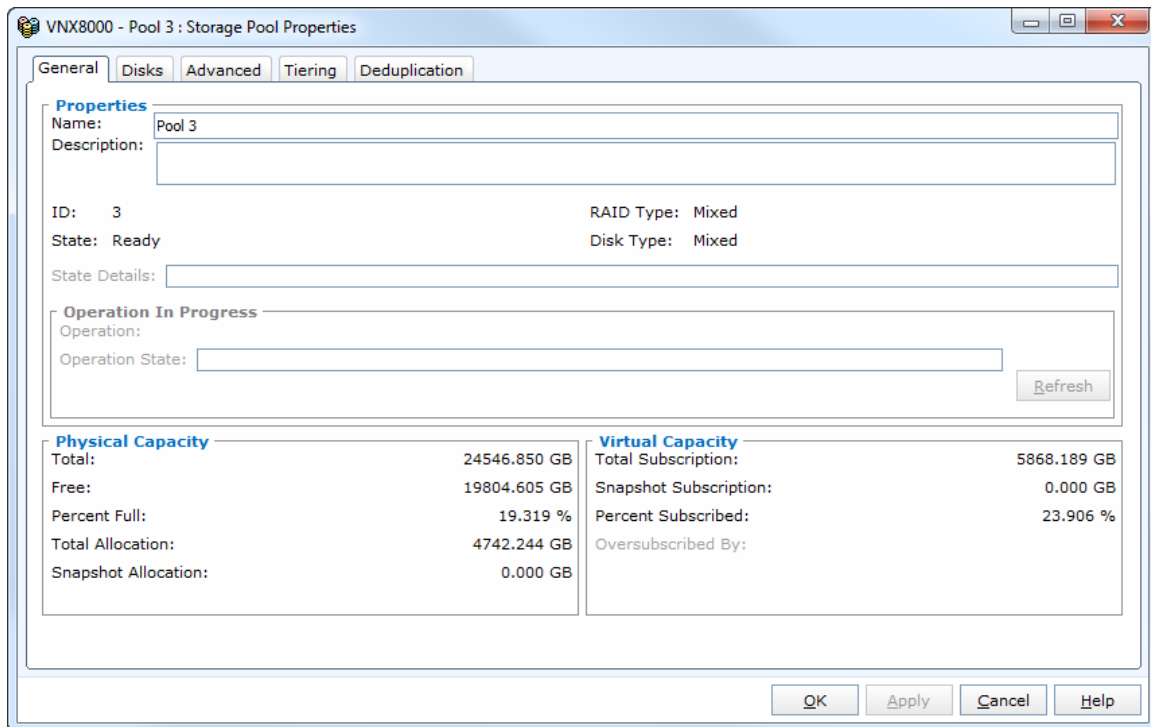 VNX8000 - Pool 3 : Storage Pool Properties
General Disks Advanced Tiering Deduplication
Properties
Name: Pool 3
Description:
ID: 3 RAID Type: Mixed
State: Ready Disk Type: Mixed
State Details:
Operation In Progress
Operation:
Operation State:
Refresh
Physical Capacity
Total: 24546.850 GB
Free: 19804.605 GB
Percent Full: 19.319 %
Total Allocation: 4742.244 GB
Snapshot Allocation: 0.000 GB
Virtual Capacity
Total Subscription: 5868.189 GB
Snapshot Subscription: 0.000 GB
Percent Subscribed: 23.906 %
Oversubscribed By:
OK Apply Cancel Help